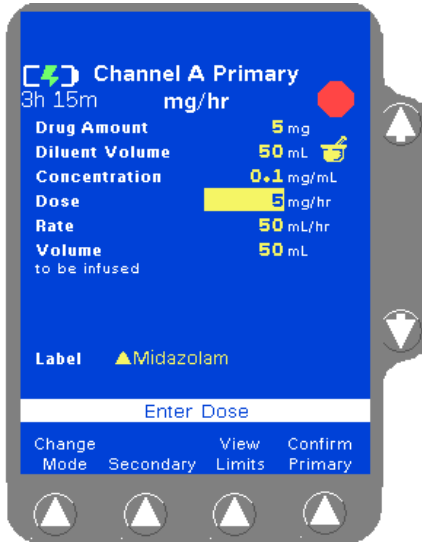 Channel A Primary
3h 15m mg/hr
Drug Amount 5 mg
Diluent Volume 50 mL
Concentration 0.1 mg/mL
Dose 5 mg/hr
Rate 50 mL/hr
Volume 50 mL
to be infused
Label Midazolam
Enter Dose
Change Mode Secondary View Limits Confirm Primary